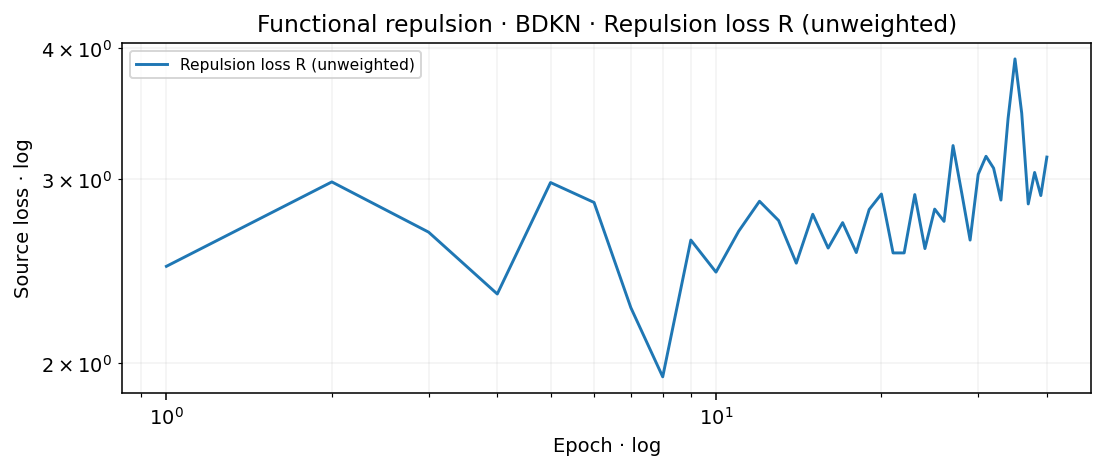 Functional repulsion · BDKN · Repulsion loss R (unweighted)
4 × 10⁰
Repulsion loss R (unweighted)
3 × 10⁰
Source loss · log
2 × 10⁰
10⁰ 10¹
Epoch · log